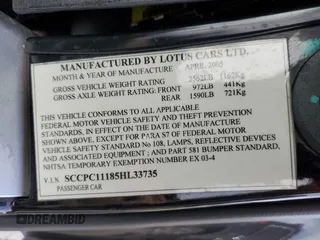 MANUFACTURED BY LOTUS CARS LTD.
MONTH & YEAR OF MANUFACTURE APRIL 2005
GROSS VEHICLE WEIGHT RATING 2562LB 1162Kg
GROSS AXLE WEIGHT RATING: FRONT 972LB 441Kg
REAR 1590LB 721Kg
THIS VEHICLE CONFORMS TO ALL APPLICABLE
FEDERAL MOTOR VEHICLE SAFETY AND THEFT PREVENTION
STANDARDS, IN EFFECT ON THE DATE OF MANUFACTURE
SHOWN ABOVE, EXCEPT FOR PARA S7 OF FEDERAL MOTOR
VEHICLE SAFETY STANDARD No 108, LAMPS, REFLECTIVE DEVICES
AND ASSOCIATED EQUIPMENT; AND PART 581 BUMPER STANDARD,
NHTSA TEMPORARY EXEMPTION NUMBER EX 03-4
V.I.N. SCCPC11185HL33735
PASSENGER CAR
DREAMBID